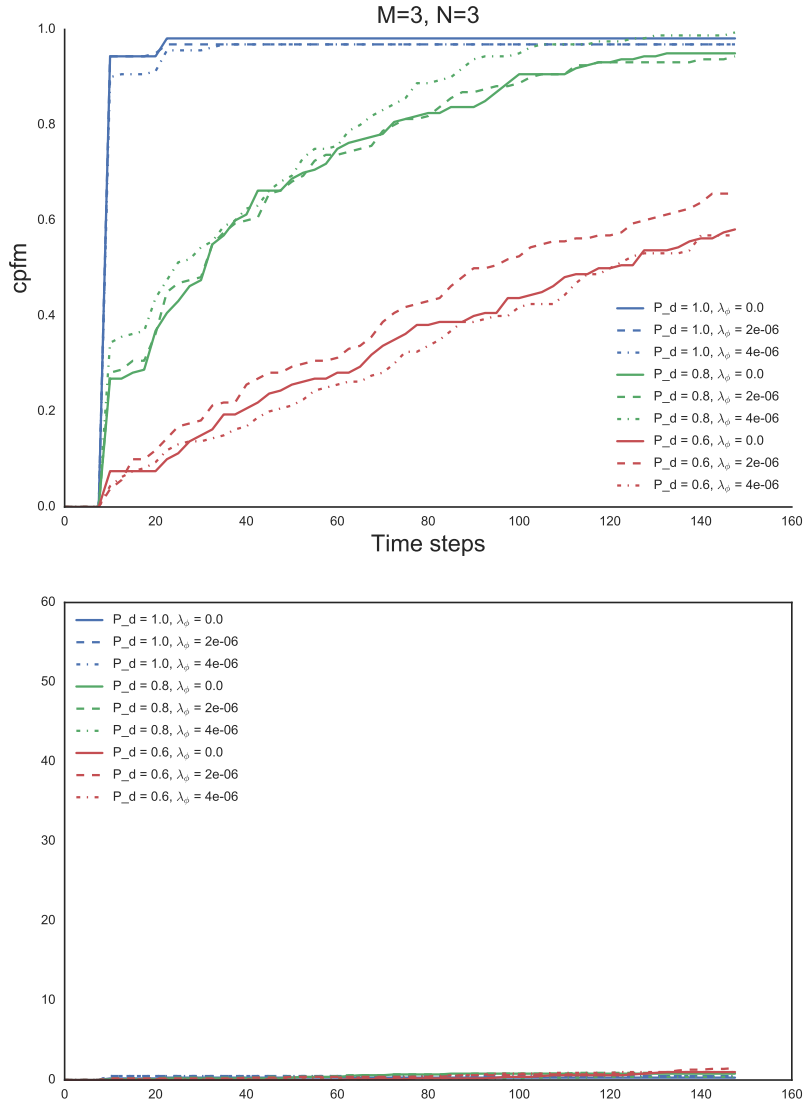 M=3, N=3
1.0
0.8
0.6
0.4
0.2
0.0
cpfm
P_d = 1.0, λ_ϕ = 0.0
P_d = 1.0, λ_ϕ = 2e-06
P_d = 1.0, λ_ϕ = 4e-06
P_d = 0.8, λ_ϕ = 0.0
P_d = 0.8, λ_ϕ = 2e-06
P_d = 0.8, λ_ϕ = 4e-06
P_d = 0.6, λ_ϕ = 0.0
P_d = 0.6, λ_ϕ = 2e-06
P_d = 0.6, λ_ϕ = 4e-06
0 20 40 60 80 100 120 140 160
Time steps
60
50
40
30
20
10
0
P_d = 1.0, λ_ϕ = 0.0
P_d = 1.0, λ_ϕ = 2e-06
P_d = 1.0, λ_ϕ = 4e-06
P_d = 0.8, λ_ϕ = 0.0
P_d = 0.8, λ_ϕ = 2e-06
P_d = 0.8, λ_ϕ = 4e-06
P_d = 0.6, λ_ϕ = 0.0
P_d = 0.6, λ_ϕ = 2e-06
P_d = 0.6, λ_ϕ = 4e-06
0 20 40 60 80 100 120 140 160